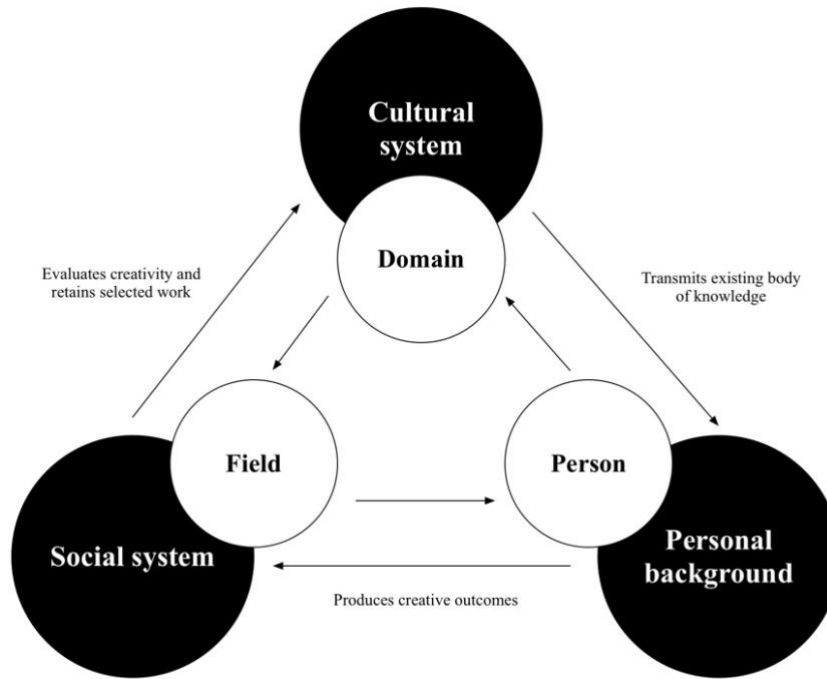 Cultural
system
Domain
Evaluates creativity and
retains selected work
Transmits existing body
of knowledge
Field
Person
Social system
Personal
background
Produces creative outcomes